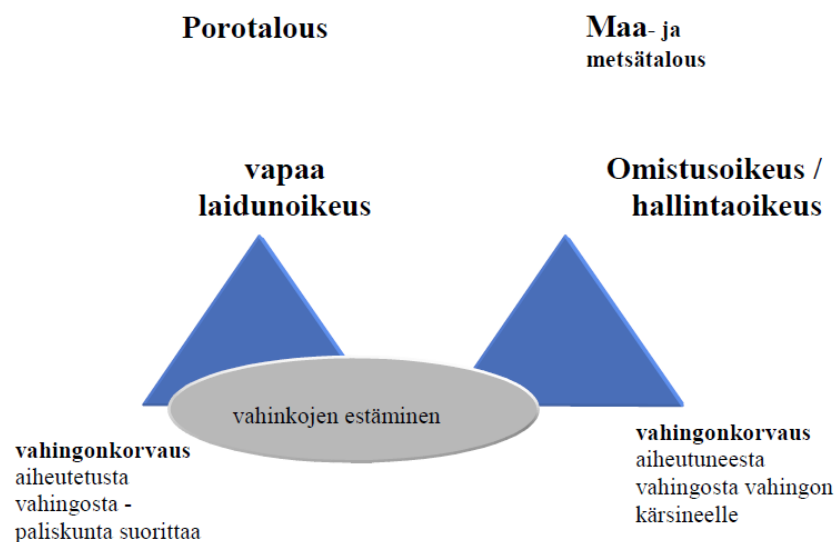 Porotalous
Maa- ja
metsätalous
vapaa
laidunoikeus
Omistusoikeus /
hallintaoikeus
vahinkojen estäminen
vahingonkorvaus
aiheutetusta
vahingosta -
paliskunta suorittaa
vahingonkorvaus
aiheutuneesta
vahingosta vahingon
kärsineelle